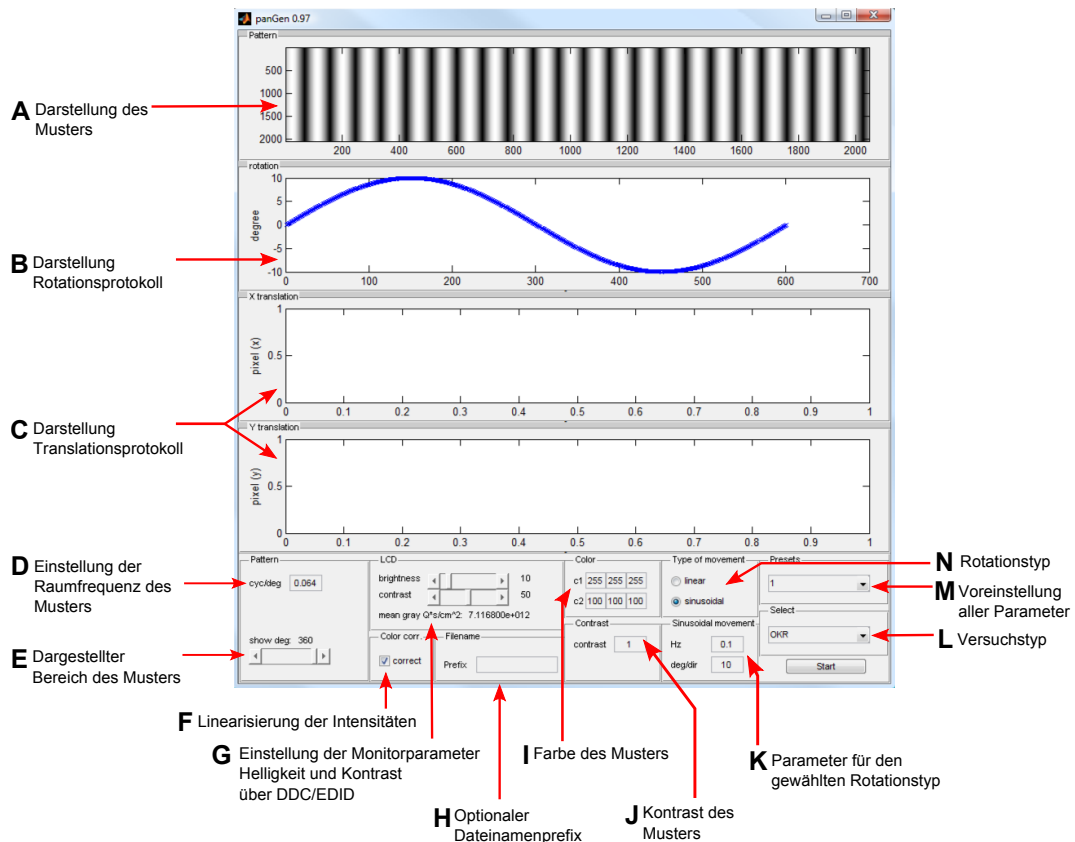 panGen 0.97
Pattern
500
1000
1500
2000
200 400 600 800 1000 1200 1400 1600 1800 2000
A Darstellung des
Musters
rotation
degree
10
5
0
-5
-10
0 100 200 300 400 500 600 700
B Darstellung
Rotationsprotokoll
X translation
pixel (x)
1
0.5
0
0 0.1 0.2 0.3 0.4 0.5 0.6 0.7 0.8 0.9 1
C Darstellung
Translationsprotokoll
Y translation
pixel (y)
1
0.5
0
0 0.1 0.2 0.3 0.4 0.5 0.6 0.7 0.8 0.9 1
D Einstellung der
Raumfrequenz des
Musters
Pattern
cyc/deg 0.064
show deg: 360
E Dargestellter
Bereich des Musters
LCD
brightness 10
contrast 50
mean gray Q*s/cm^2: 7.116800e+012
Color corr.
correct
Filename
Prefix
Color
c1 255 255 255
c2 100 100 100
Contrast
contrast 1
Type of movement
linear
sinusoidal
Sinusoidal movement
Hz 0.1
deg/dir 10
Presets
1
Select
OKR
Start
N Rotationstyp
M Voreinstellung
aller Parameter
L Versuchstyp
F Linearisierung der Intensitäten
G Einstellung der Monitorparameter
Helligkeit und Kontrast
über DDC/EDID
H Optionaler
Dateinamenprefix
I Farbe des Musters
J Kontrast des
Musters
K Parameter für den
gewählten Rotationstyp